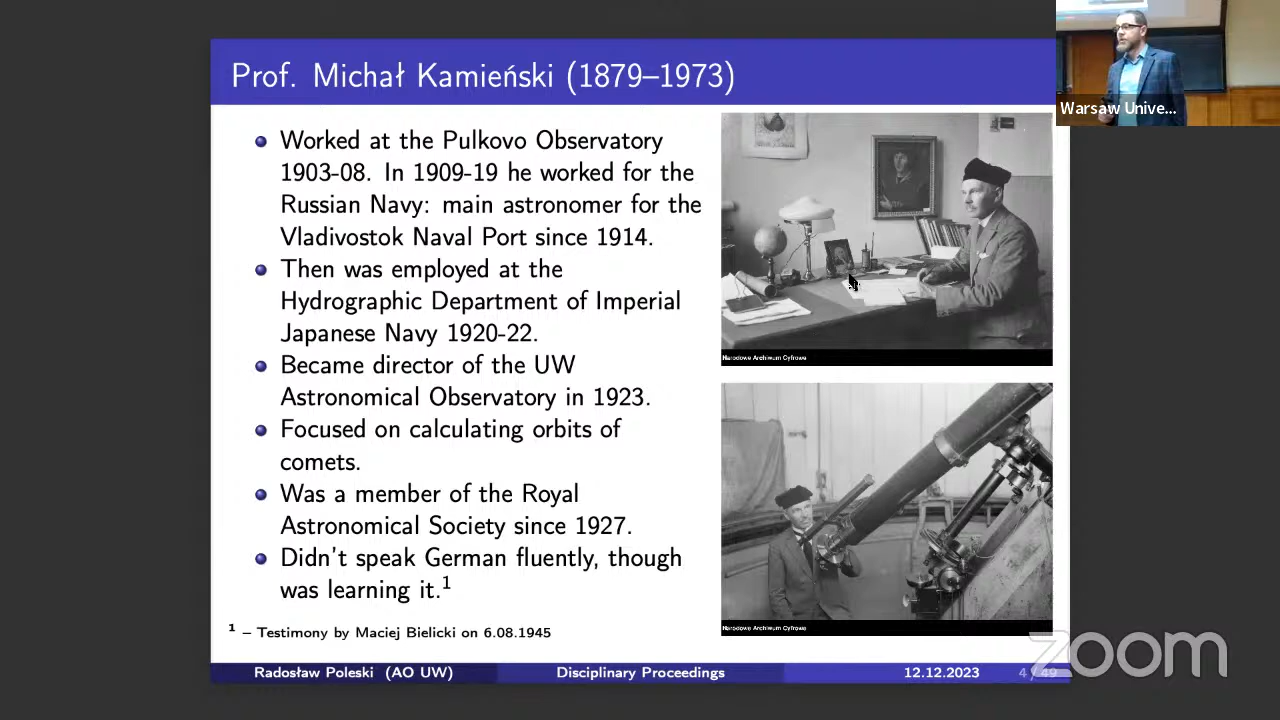 Prof. Michał Kamieński (1879–1973)
Worked at the Pulkovo Observatory
1903-08. In 1909-19 he worked for the
Russian Navy: main astronomer for the
Vladivostok Naval Port since 1914.
Then was employed at the
Hydrographic Department of Imperial
Japanese Navy 1920-22.
Became director of the UW
Astronomical Observatory in 1923.
Focused on calculating orbits of
comets.
Was a member of the Royal
Astronomical Society since 1927.
Didn't speak German fluently, though
was learning it.1
1 – Testimony by Maciej Bielicki on 6.08.1945
Narodowe Archiwum Cyfrowe
Narodowe Archiwum Cyfrowe
Radosław Poleski (AO UW)
Disciplinary Proceedings
12.12.2023
4 / 49
Warsaw Unive...
zoom